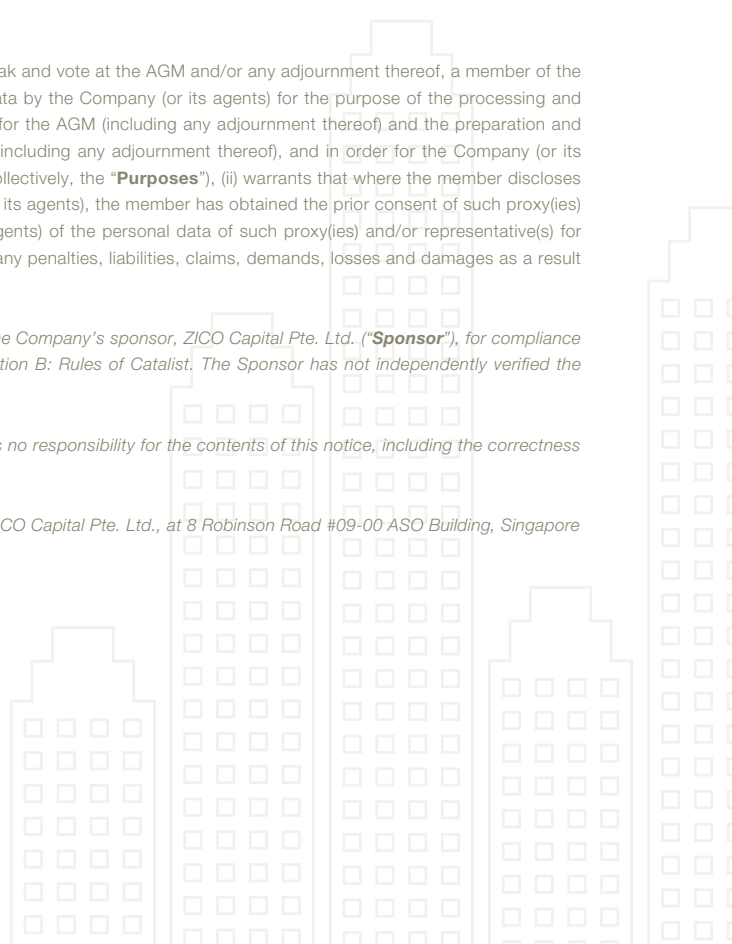 ak and vote at the AGM and/or any adjournment thereof, a member of the
ata by the Company (or its agents) for the purpose of the processing and
for the AGM (including any adjournment thereof) and the preparation and
including any adjournment thereof), and in order for the Company (or its
ollectively, the “Purposes”), (ii) warrants that where the member discloses
its agents), the member has obtained the prior consent of such proxy(ies)
gents) of the personal data of such proxy(ies) and/or representative(s) for
any penalties, liabilities, claims, demands, losses and damages as a result
he Company’s sponsor, ZICO Capital Pte. Ltd. (“Sponsor”), for compliance
ction B: Rules of Catalist. The Sponsor has not independently verified the
s no responsibility for the contents of this notice, including the correctness
ICO Capital Pte. Ltd., at 8 Robinson Road #09-00 ASO Building, Singapore